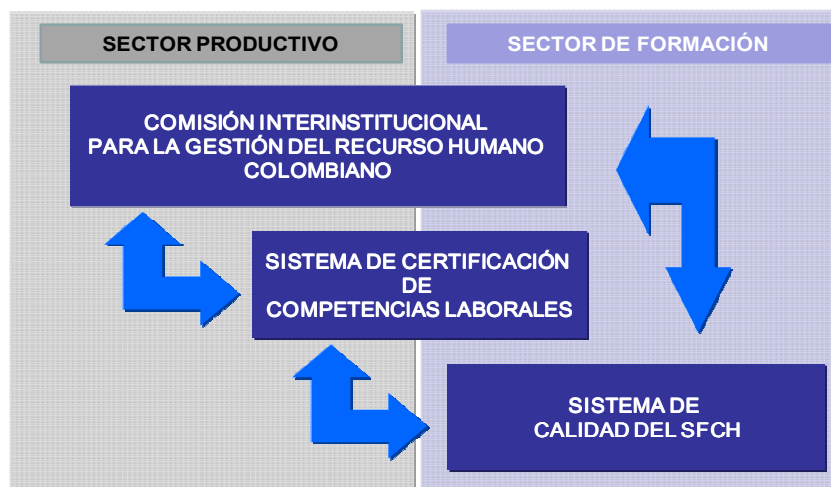 SECTOR PRODUCTIVO
SECTOR DE FORMACIÓN
COMISIÓN INTERINSTITUCIONAL
PARA LA GESTIÓN DEL RECURSO HUMANO
COLOMBIANO
SISTEMA DE CERTIFICACIÓN
DE
COMPETENCIAS LABORALES
SISTEMA DE
CALIDAD DEL SFCH